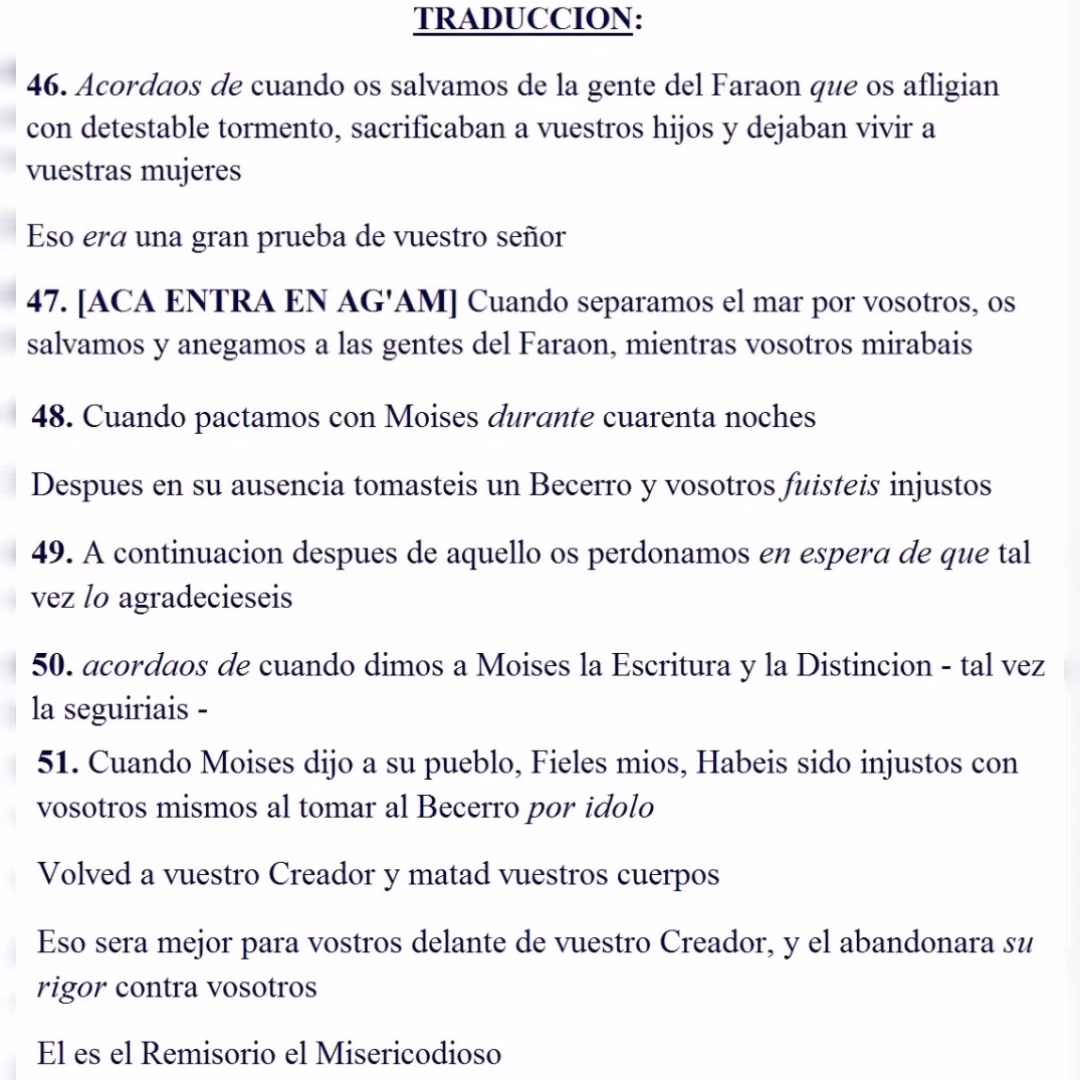 TRADUCCION:
46. Acordaos de cuando os salvamos de la gente del Faraon que os afligian
con detestable tormento, sacrificaban a vuestros hijos y dejaban vivir a
vuestras mujeres
Eso era una gran prueba de vuestro señor
47. [ACA ENTRA EN AG'AM] Cuando separamos el mar por vosotros, os
salvamos y anegamos a las gentes del Faraon, mientras vosotros mirabais
48. Cuando pactamos con Moises durante cuarenta noches
Despues en su ausencia tomasteis un Becerro y vosotros fuisteis injustos
49. A continuacion despues de aquello os perdonamos en espera de que tal
vez lo agradecieseis
50. acordaos de cuando dimos a Moises la Escritura y la Distincion - tal vez
la seguiriais -
51. Cuando Moises dijo a su pueblo, Fieles mios, Habeis sido injustos con
vosotros mismos al tomar al Becerro por idolo
Volved a vuestro Creador y matad vuestros cuerpos
Eso sera mejor para vostros delante de vuestro Creador, y el abandonara su
rigor contra vosotros
El es el Remisorio el Misericodioso